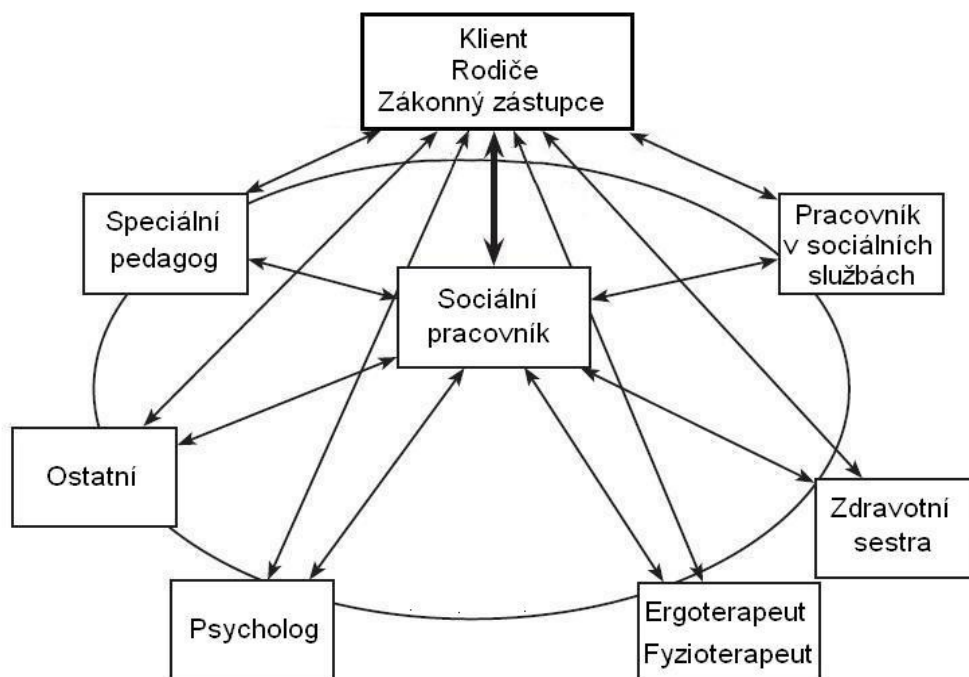 Klient
Rodiče
Zákonný zástupce
Speciální
pedagog
Pracovník
v sociálních
službách
Sociální
pracovník
Ostatní
Zdravotní
sestra
Psycholog
Ergoterapeut
Fyzioterapeut